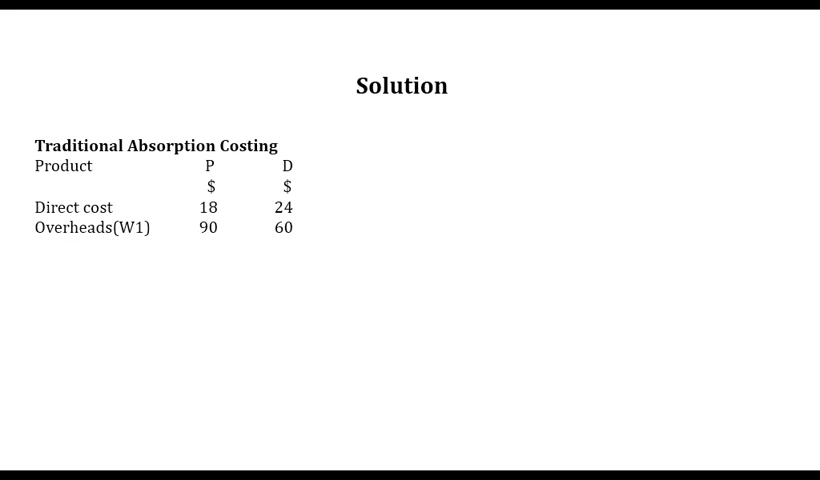 Solution
Traditional Absorption Costing
Product P D
$ $
Direct cost 18 24
Overheads(W1) 90 60